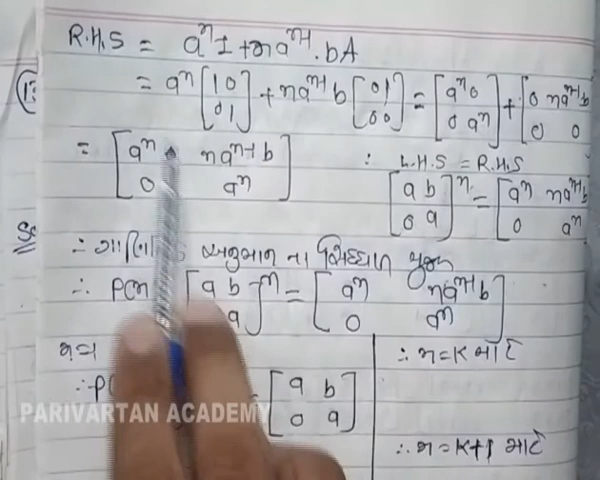 R.H.S = aⁿI + naⁿ⁻¹.bA
= aⁿ [1 0; 0 1] + naⁿ⁻¹ b [0 1; 0 0] = [aⁿ 0; 0 aⁿ] + [0 naⁿ⁻¹b; 0 0]
= [aⁿ naⁿ⁻¹b; 0 aⁿ] ∴ L.H.S = R.H.S
[a b; 0 a]ⁿ = [aⁿ naⁿ⁻¹b; 0 aⁿ]
∴ અનુમાન ના સિદ્ધાંત મુજબ
∴ P(n) [a b; a]ⁿ = [aⁿ naⁿ⁻¹b; 0 aⁿ]
n=1 ∴ n=K માટે
∴ P( = [a b; 0 a]
PARIVARTAN ACADEMY
∴ n=K+1 માટે